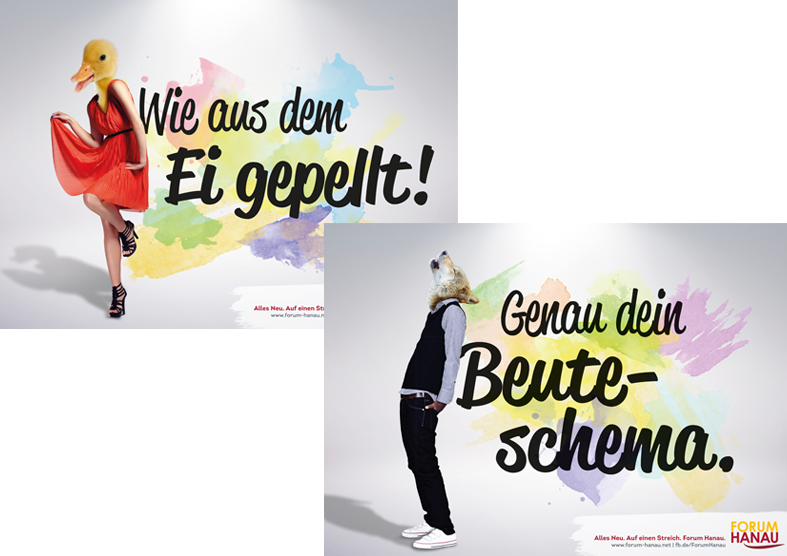 Wie aus dem
Ei gepellt!
Alles Neu. Auf einen
www.forum-hanau.
Genau dein
Beute-
schema.
Alles Neu. Auf einen Streich. Forum Hanau.
www.forum-hanau.net | fb.de/ForumHanau
FORUM
HANAU